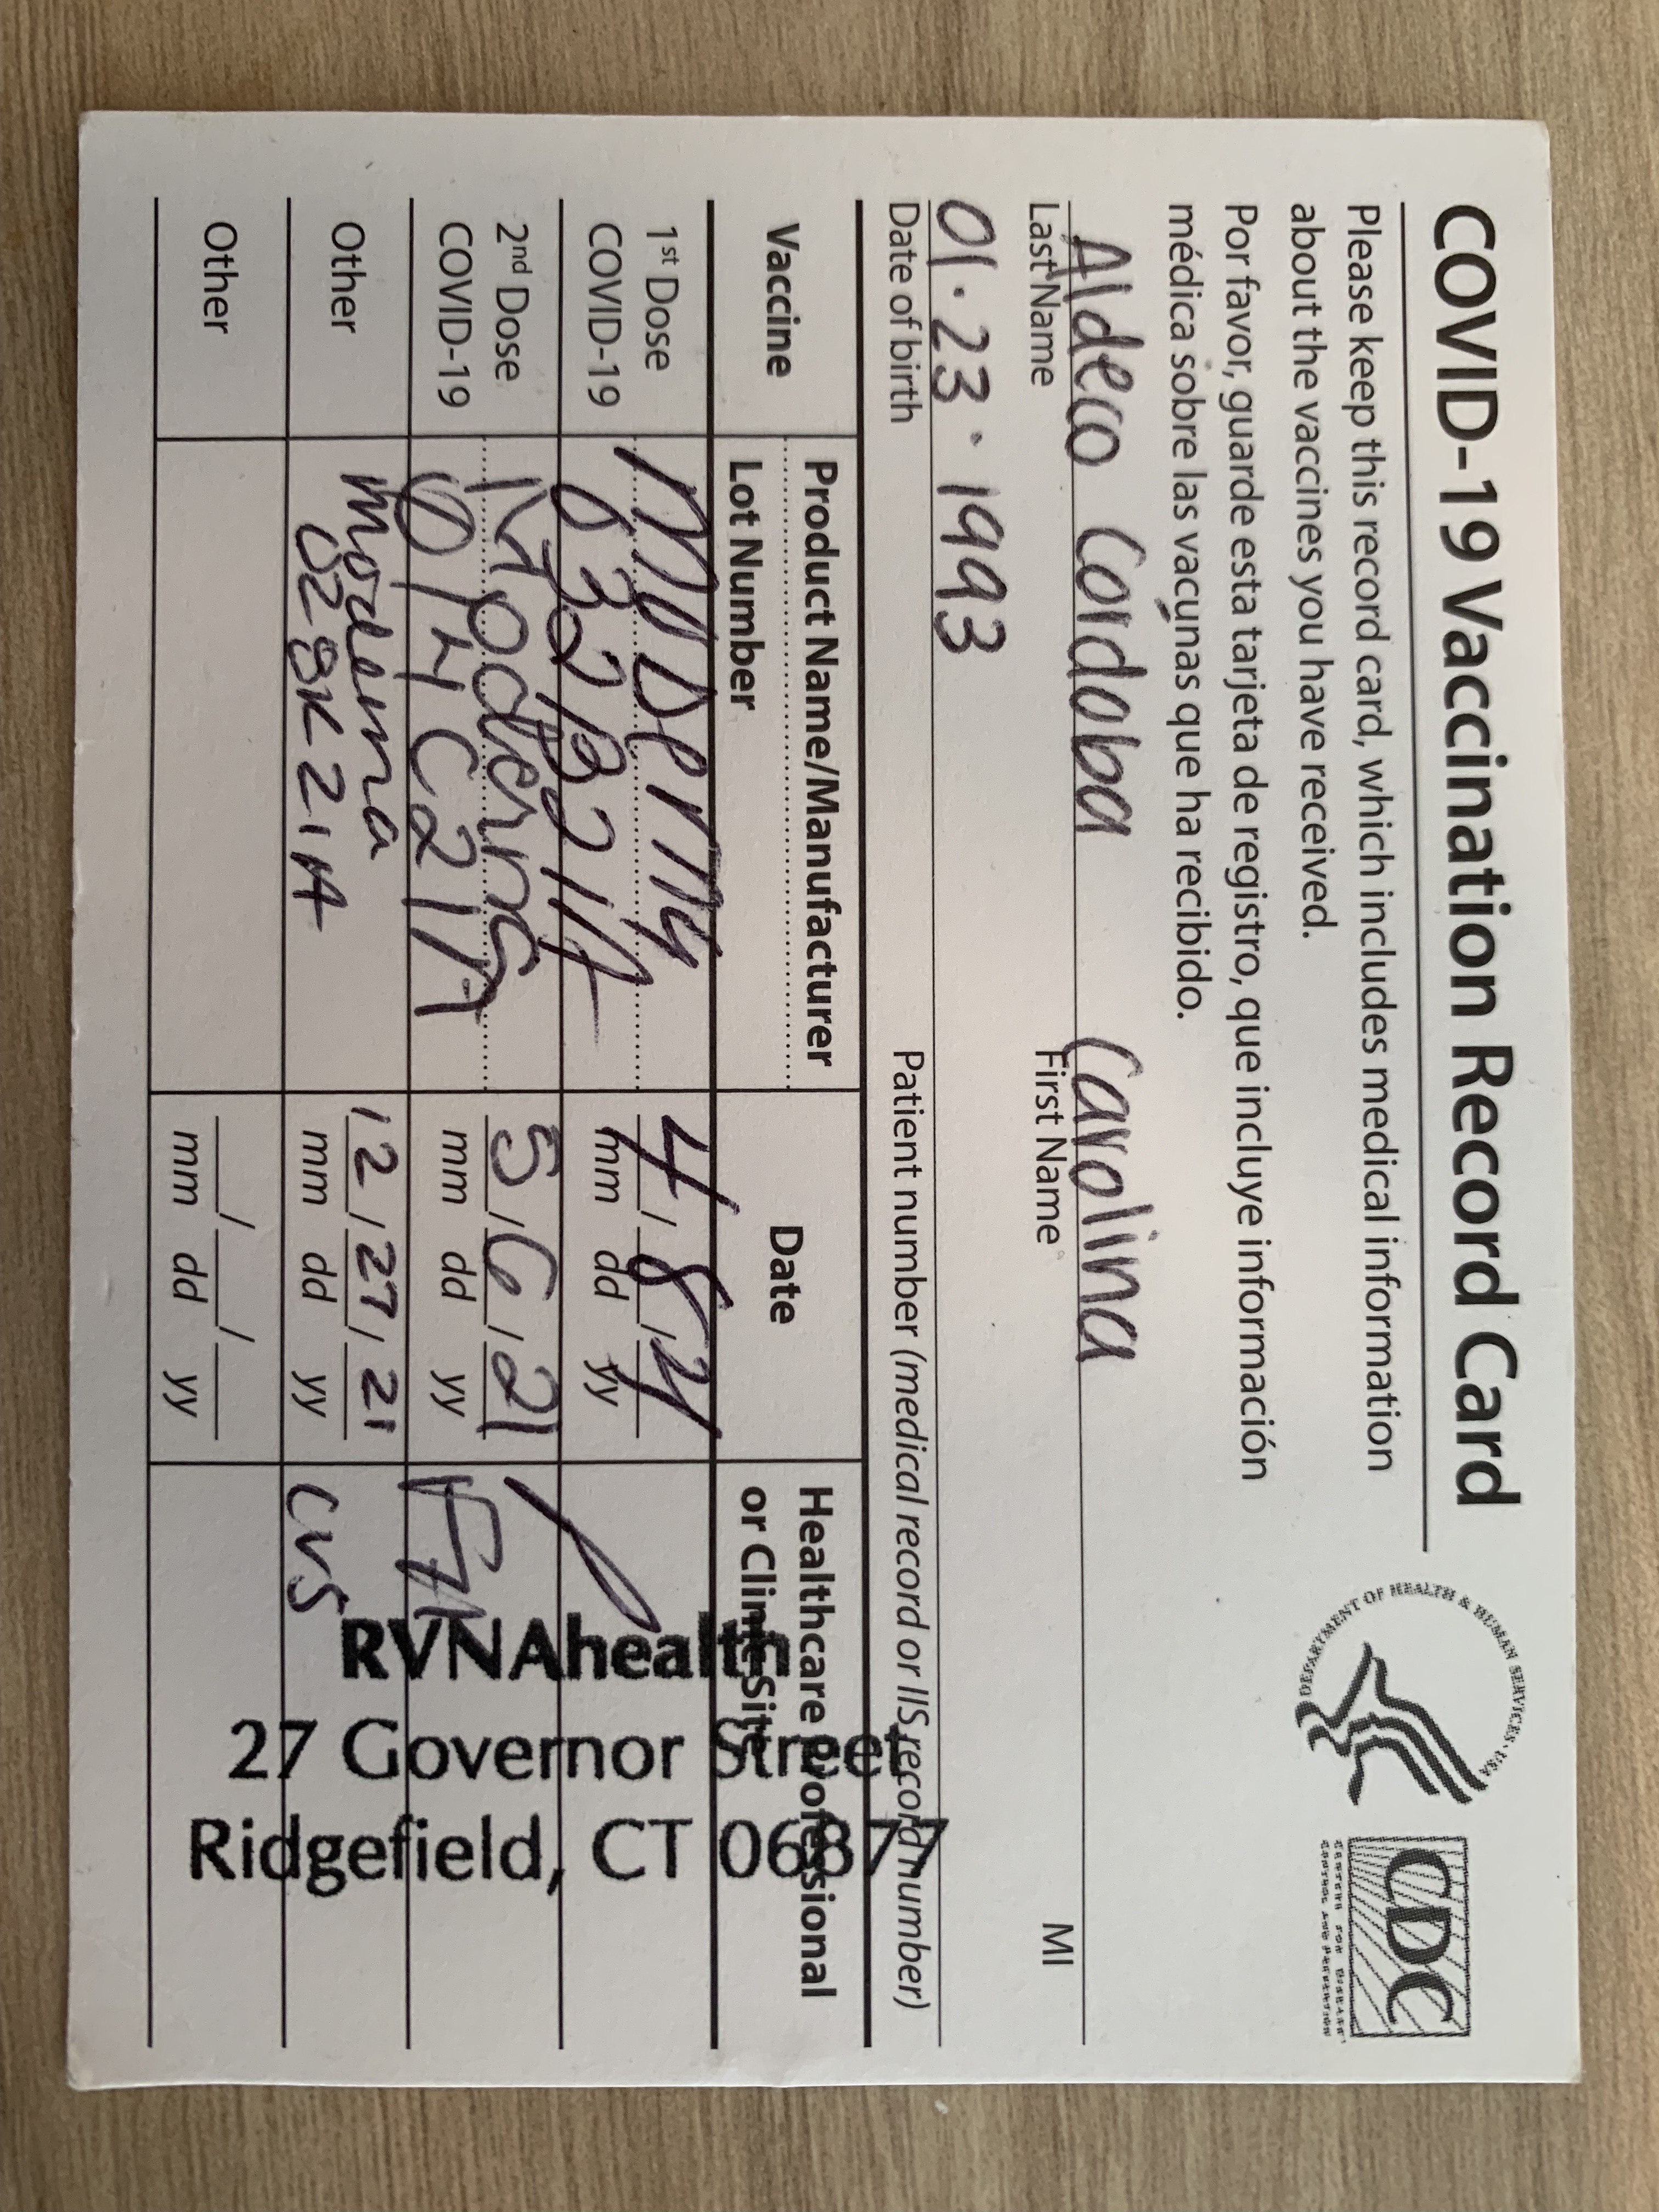 COVID-19 Vaccination Record Card
Please keep this record card, which includes medical information
about the vaccines you have received.
Por favor, guarde esta tarjeta de registro, que incluye información
médica sobre las vacunas que ha recibido.
DEPARTMENT OF HEALTH & HUMAN SERVICES · USA
CDC
CENTERS FOR DISEASE
CONTROL AND PREVENTION
Aldeco Cordoba Carolina
Last Name First Name MI
01.23.1993
Date of birth Patient number (medical record or IIS record number)
Vaccine Product Name/Manufacturer Date Healthcare Professional
Lot Number or Clinic Site
1st Dose Moderna 4/8/21
COVID-19 032B21A mm dd yy
2nd Dose Moderna 5/6/21
COVID-19 mm dd yy
Other Moderna 12/27/21 CVS
028K21A mm dd yy
Other / /
mm dd yy
RVNAhealth
27 Governor Street
Ridgefield, CT 06877